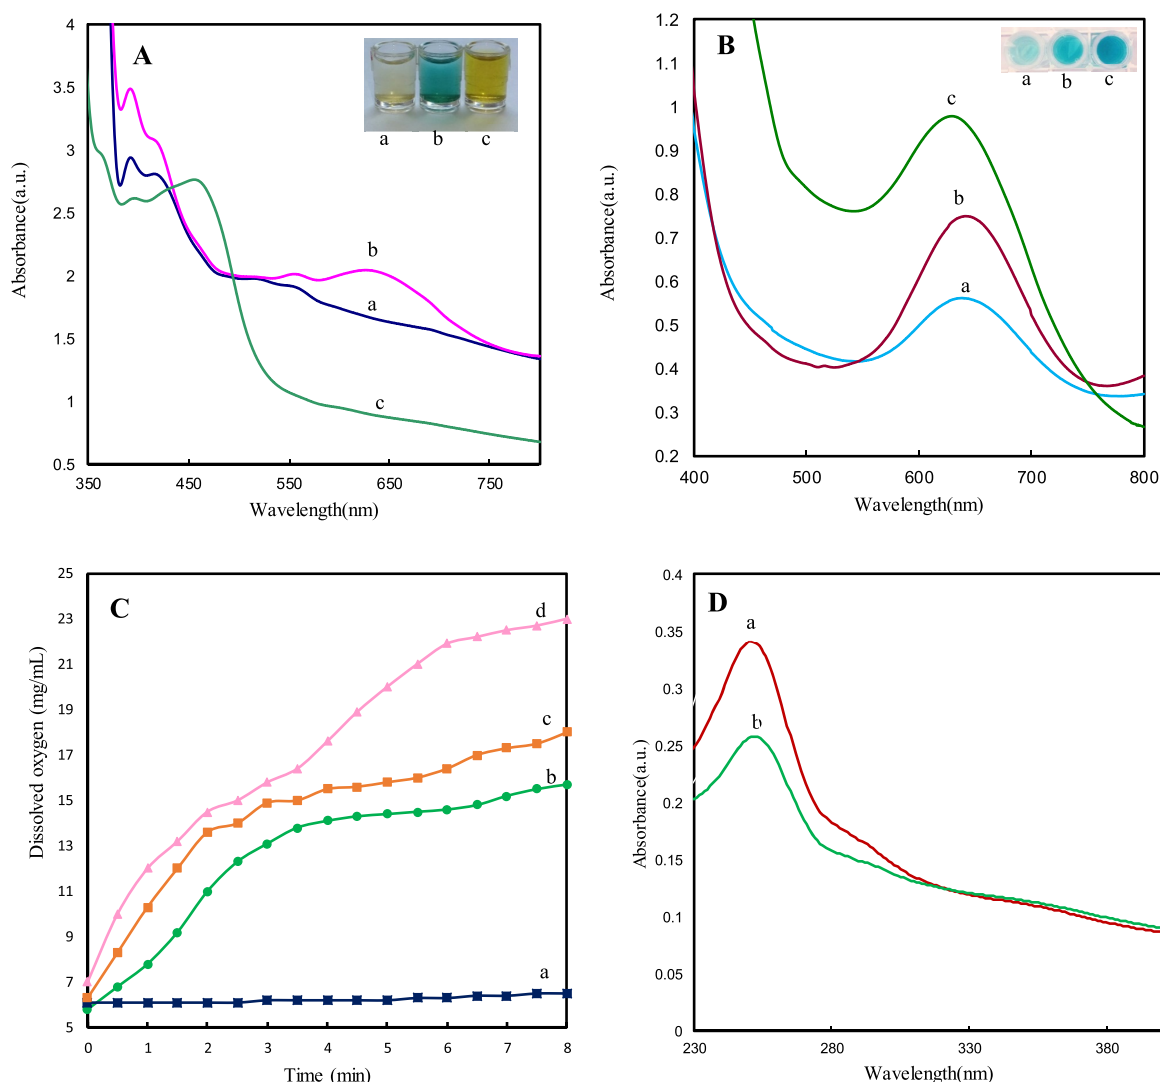 A
4
3.5
3
2.5
2
1.5
1
0.5
350
450
550
650
750
Absorbance(a.u.)
Wavelength(nm)
a
b
c
b
a
c
B
1.2
1.1
1
0.9
0.8
0.7
0.6
0.5
0.4
0.3
0.2
400
500
600
700
800
Absorbance(a.u.)
Wavelength(nm)
a
b
c
c
b
a
C
25
23
21
19
17
15
13
11
9
7
5
0
1
2
3
4
5
6
7
8
Dissolved oxygen (mg/mL)
Time (min)
d
c
b
a
D
0.4
0.35
0.3
0.25
0.2
0.15
0.1
0.05
0
230
280
330
380
Absorbance(a.u.)
Wavelength(nm)
a
b